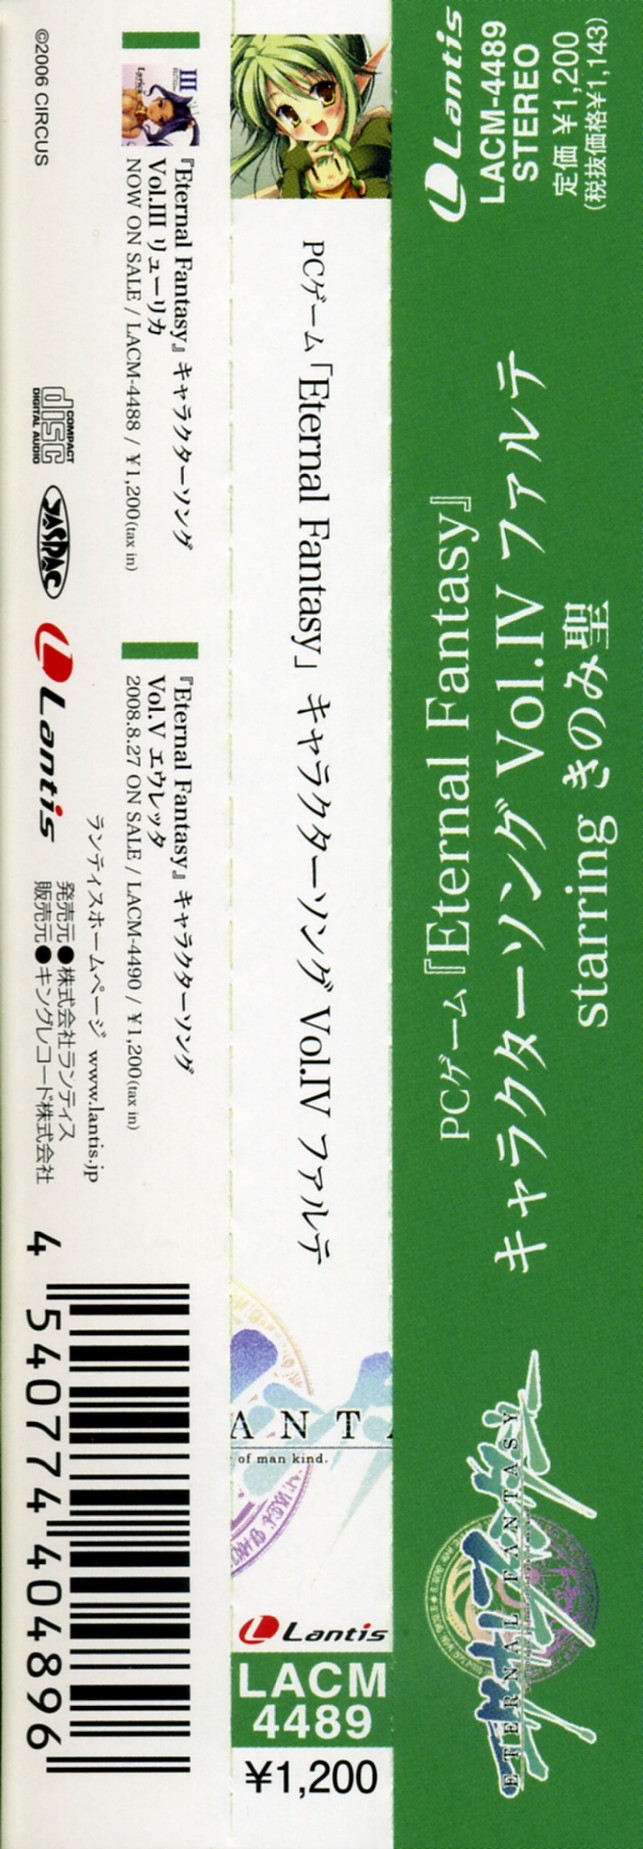 Lantis
LACM-4489
STEREO
定価 ¥1,200
(税抜価格¥1,143)
PCゲーム『Eternal Fantasy』
キャラクターソング Vol.IV ファルテ
starring きのみ聖
ETERNAL FANTASY
PCゲーム「Eternal Fantasy」キャラクターソング Vol.IV ファルテ
ANTA
of man kind.
Lantis
LACM
4489
¥1,200
III
『Eternal Fantasy』キャラクターソング
Vol.III リューリカ
NOW ON SALE / LACM-4488 / ¥1,200(tax in)
『Eternal Fantasy』キャラクターソング
Vol.V エウレッタ
2008.8.27 ON SALE / LACM-4490 / ¥1,200(tax in)
ランティスホームページ www.lantis.jp
©2006 CIRCUS
COMPACT
disc
DIGITAL AUDIO
JASRAC
Lantis
発売元●株式会社ランティス
販売元●キングレコード株式会社
4 540774 404896